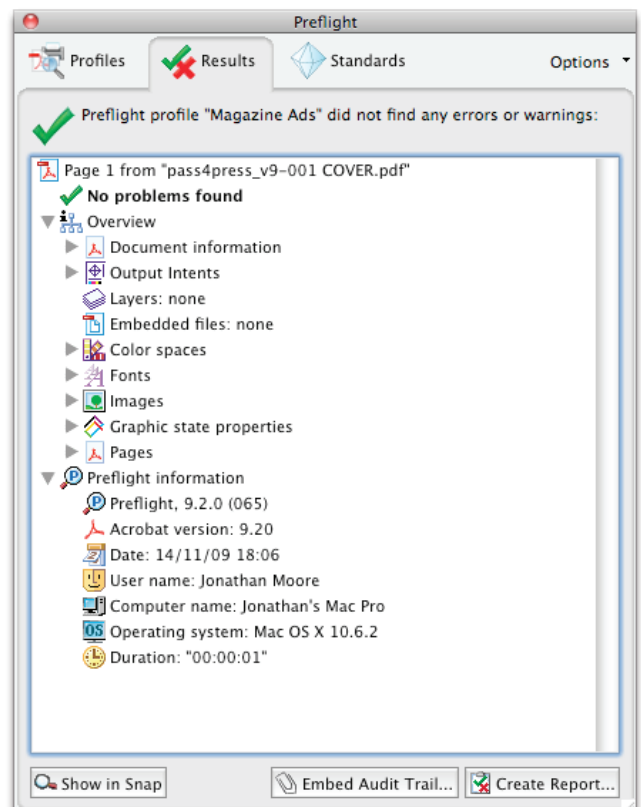 Preflight
Profiles
Results
Standards
Options
Preflight profile "Magazine Ads" did not find any errors or warnings:
Page 1 from "pass4press_v9-001 COVER.pdf"
No problems found
Overview
Document information
Output Intents
Layers: none
Embedded files: none
Color spaces
Fonts
Images
Graphic state properties
Pages
Preflight information
Preflight, 9.2.0 (065)
Acrobat version: 9.20
Date: 14/11/09 18:06
User name: Jonathan Moore
Computer name: Jonathan's Mac Pro
OS Operating system: Mac OS X 10.6.2
Duration: "00:00:01"
Show in Snap
Embed Audit Trail...
Create Report...